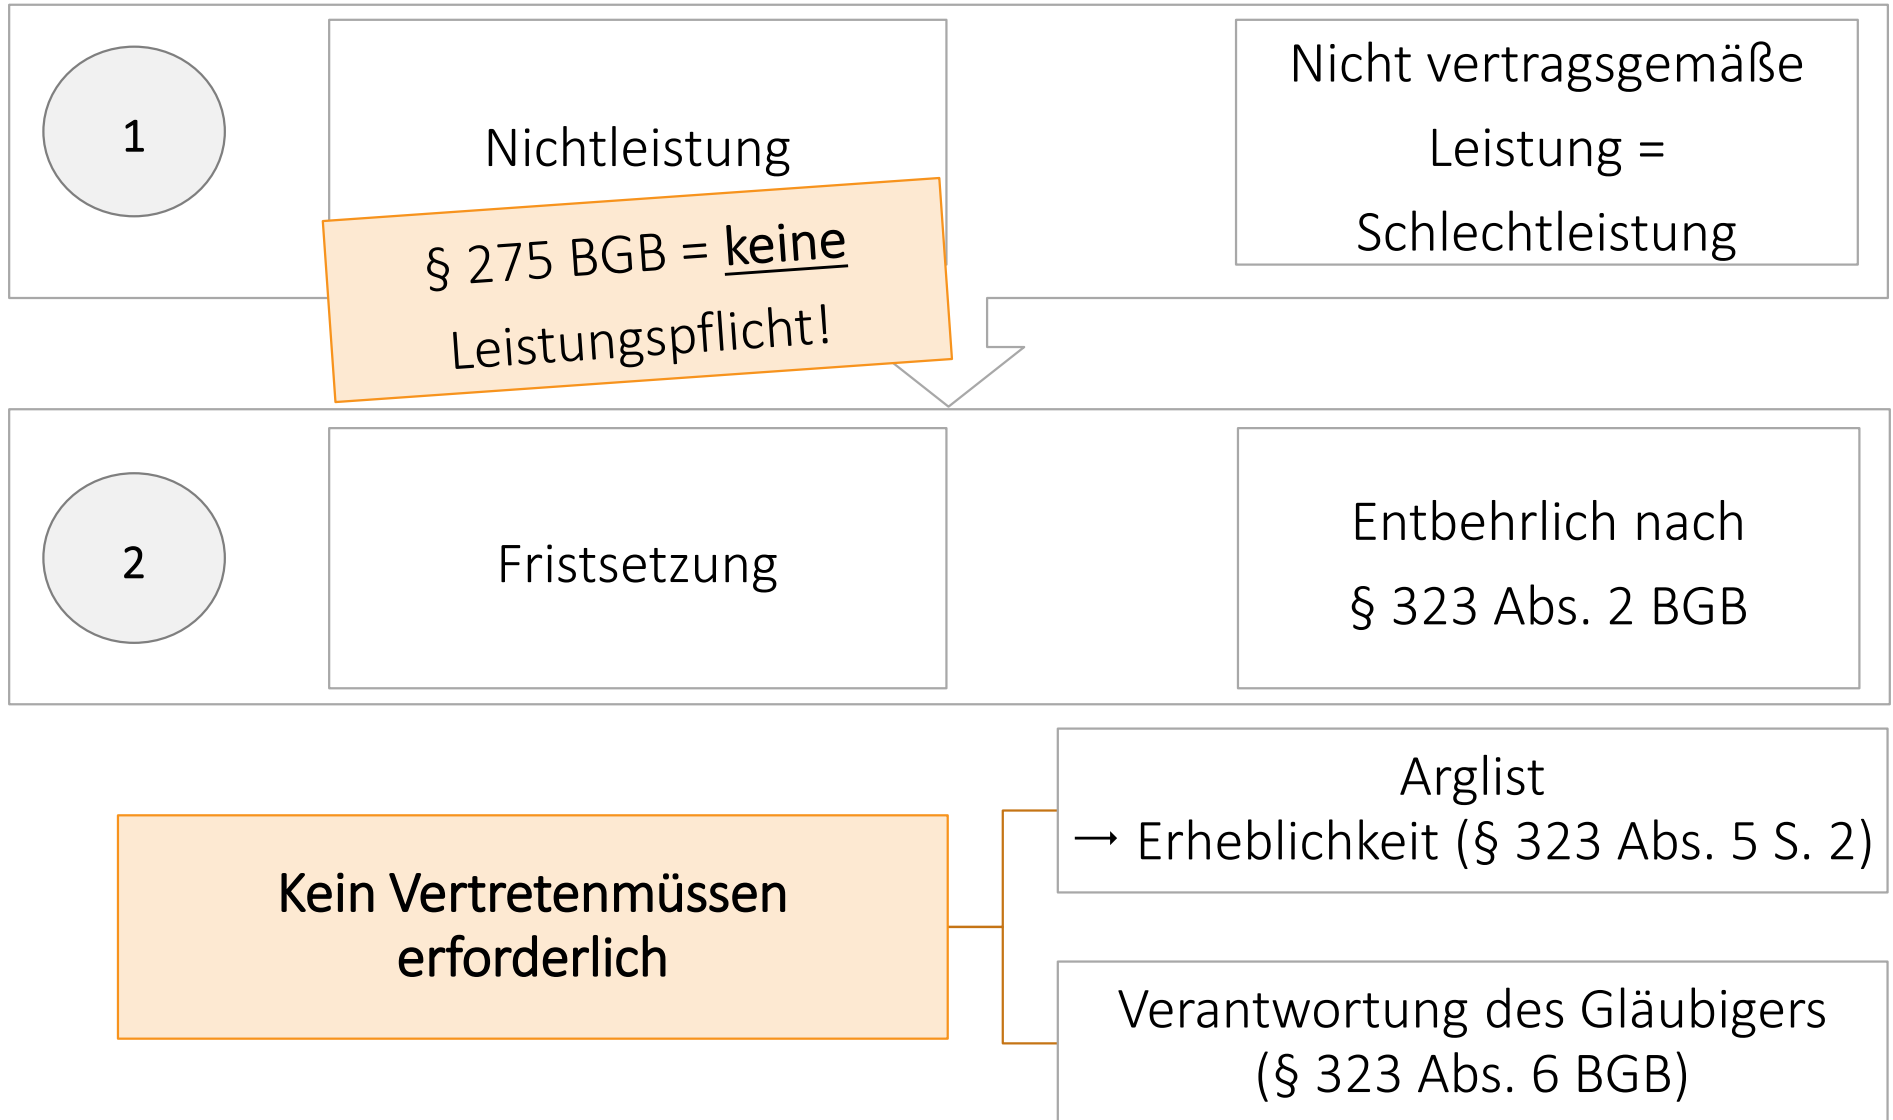 1
Nichtleistung
§ 275 BGB = keine
Leistungspflicht!
Nicht vertragsgemäße
Leistung =
Schlechtleistung
2
Fristsetzung
Entbehrlich nach
§ 323 Abs. 2 BGB
Kein Vertretenmüssen
erforderlich
Arglist
→ Erheblichkeit (§ 323 Abs. 5 S. 2)
Verantwortung des Gläubigers
(§ 323 Abs. 6 BGB)